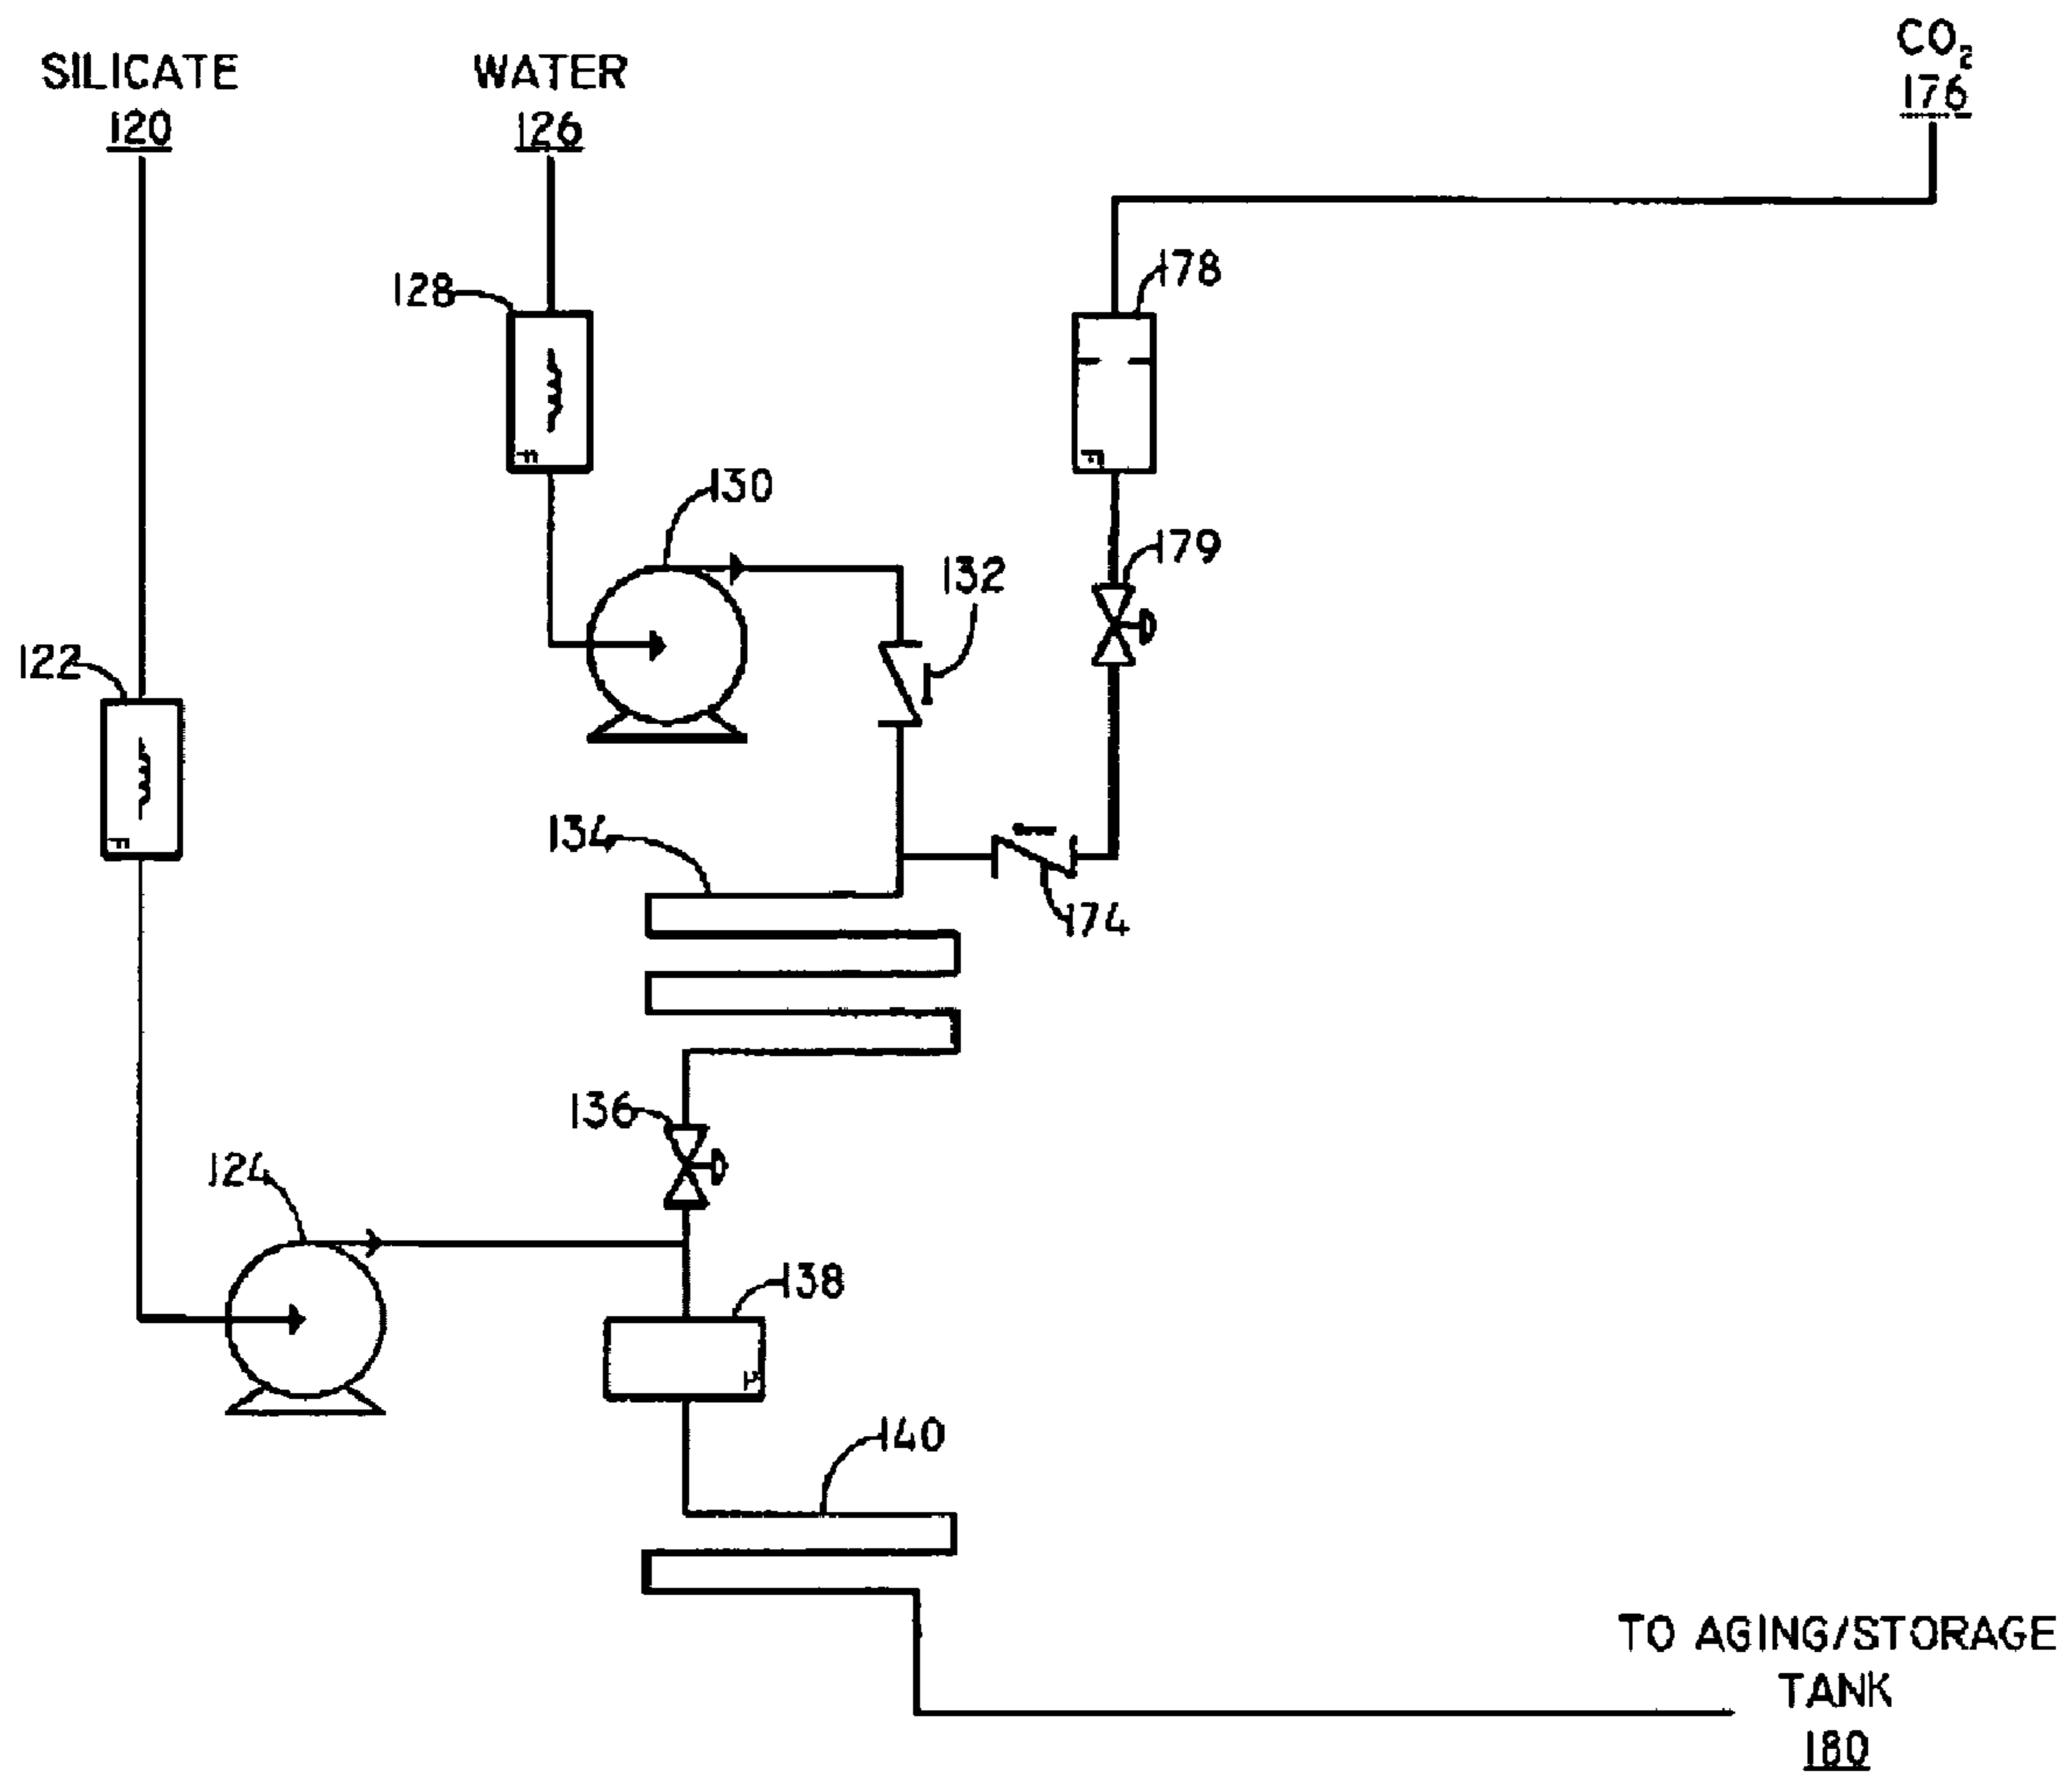 SILICATE
120
WATER
126
CO₂
176
128
178
130
179
132
122
F
F
F
134
174
136
124
138
140
TO AGING/STORAGE
TANK
180